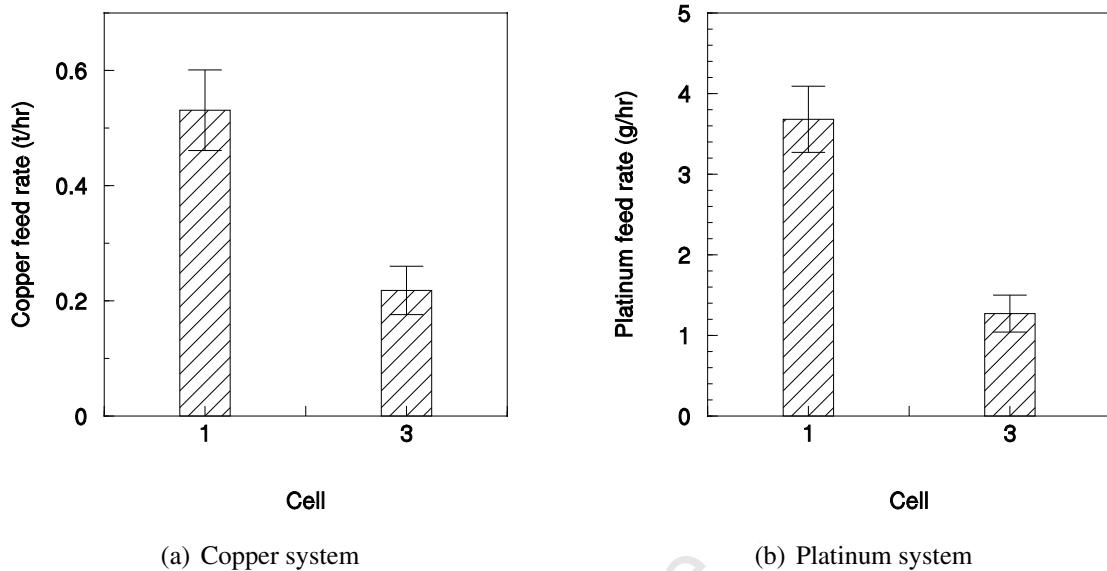 0.6
0.4
0.2
0
Copper feed rate (t/hr)
1
3
Cell
(a) Copper system
5
4
3
2
1
0
Platinum feed rate (g/hr)
1
3
Cell
(b) Platinum system